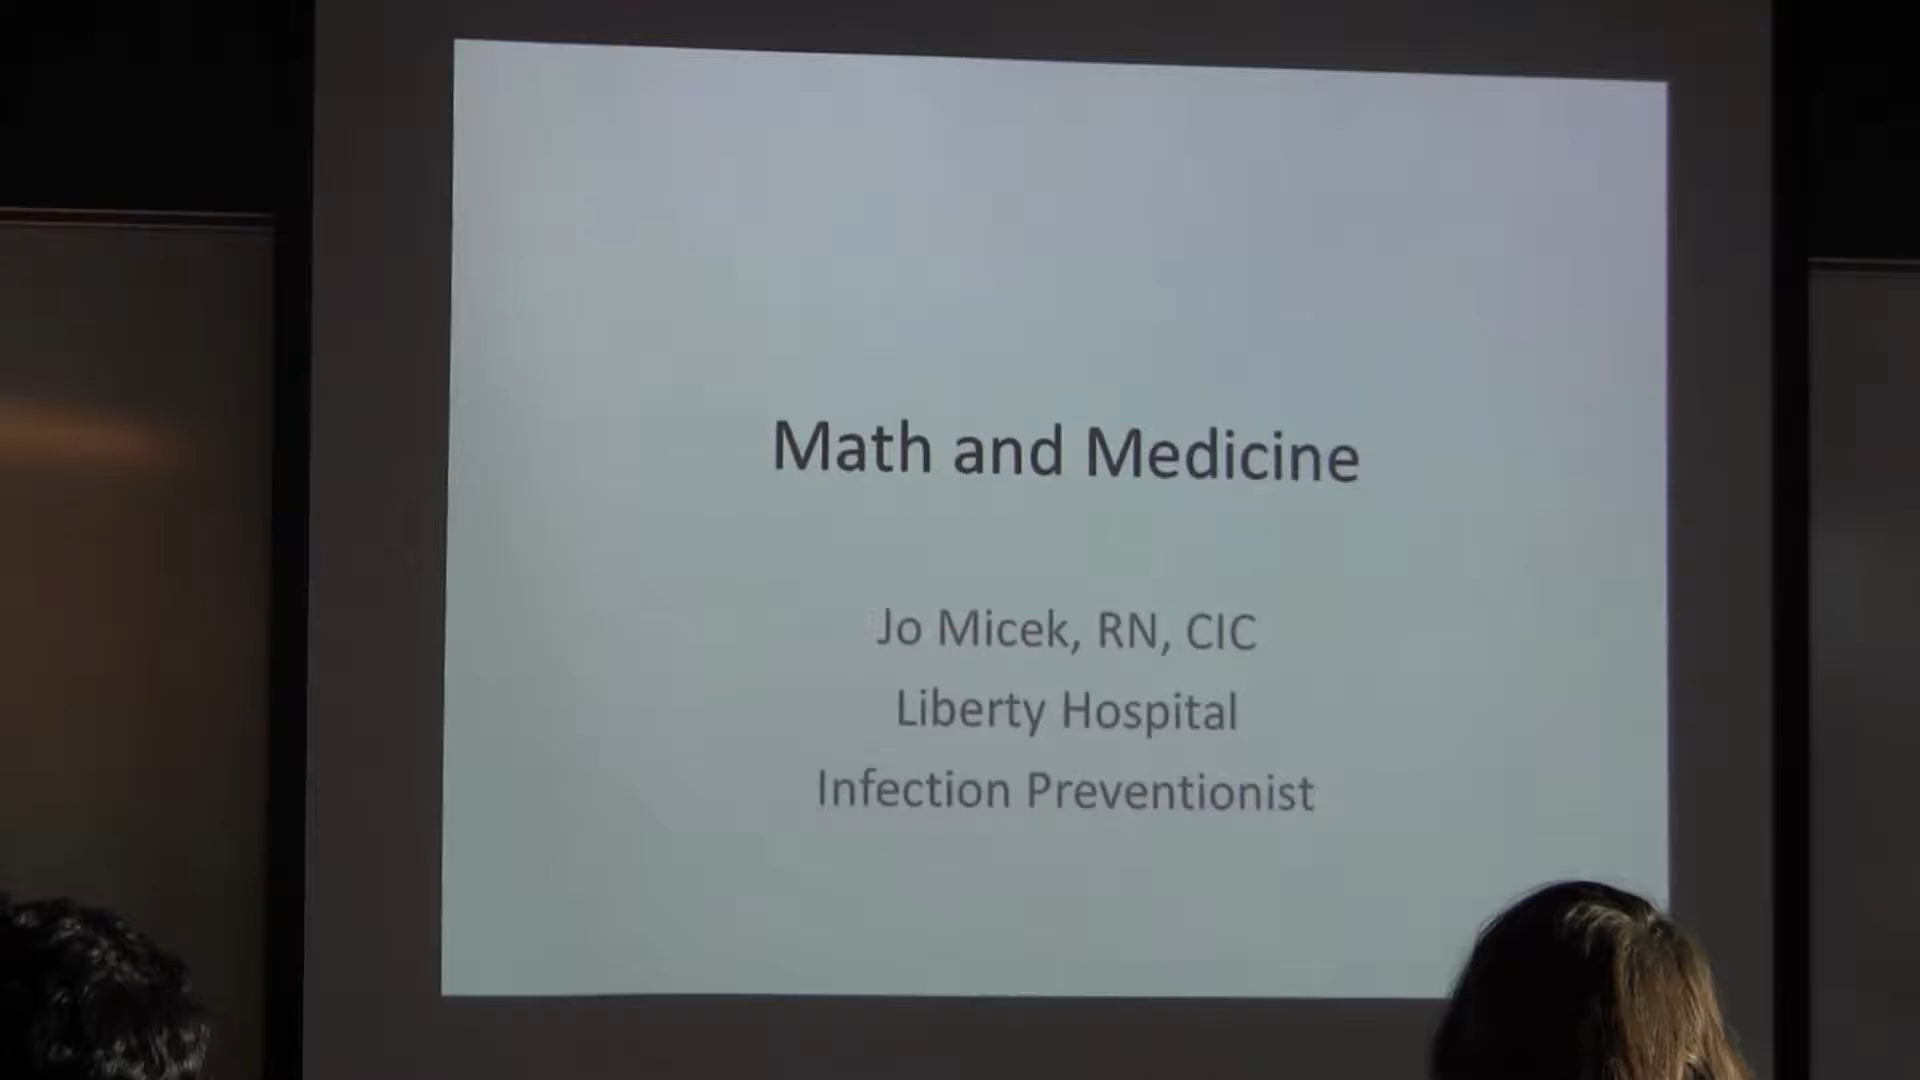 Math and Medicine
Jo Micek, RN, CIC
Liberty Hospital
Infection Preventionist